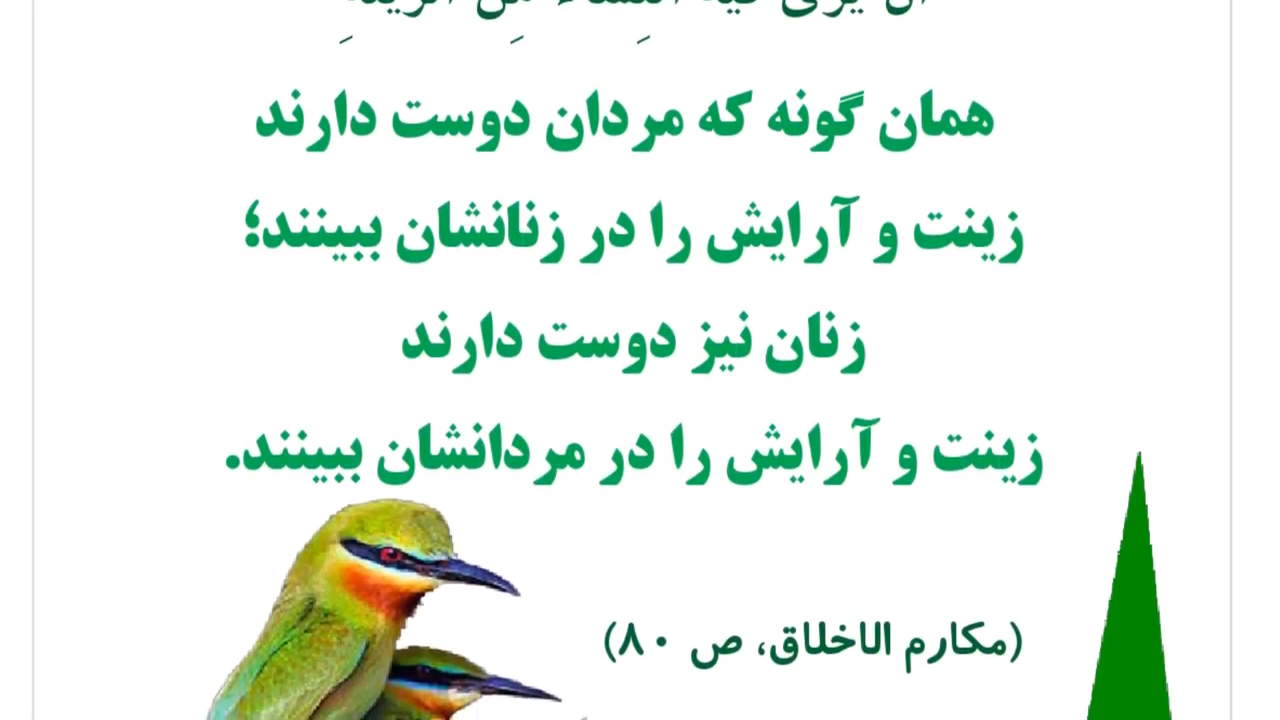 همان گونه که مردان دوست دارند
زینت و آرایش را در زنانشان ببینند؛
زنان نیز دوست دارند
زینت و آرایش را در مردانشان ببینند.
(مکارم الاخلاق، ص ۸۰)